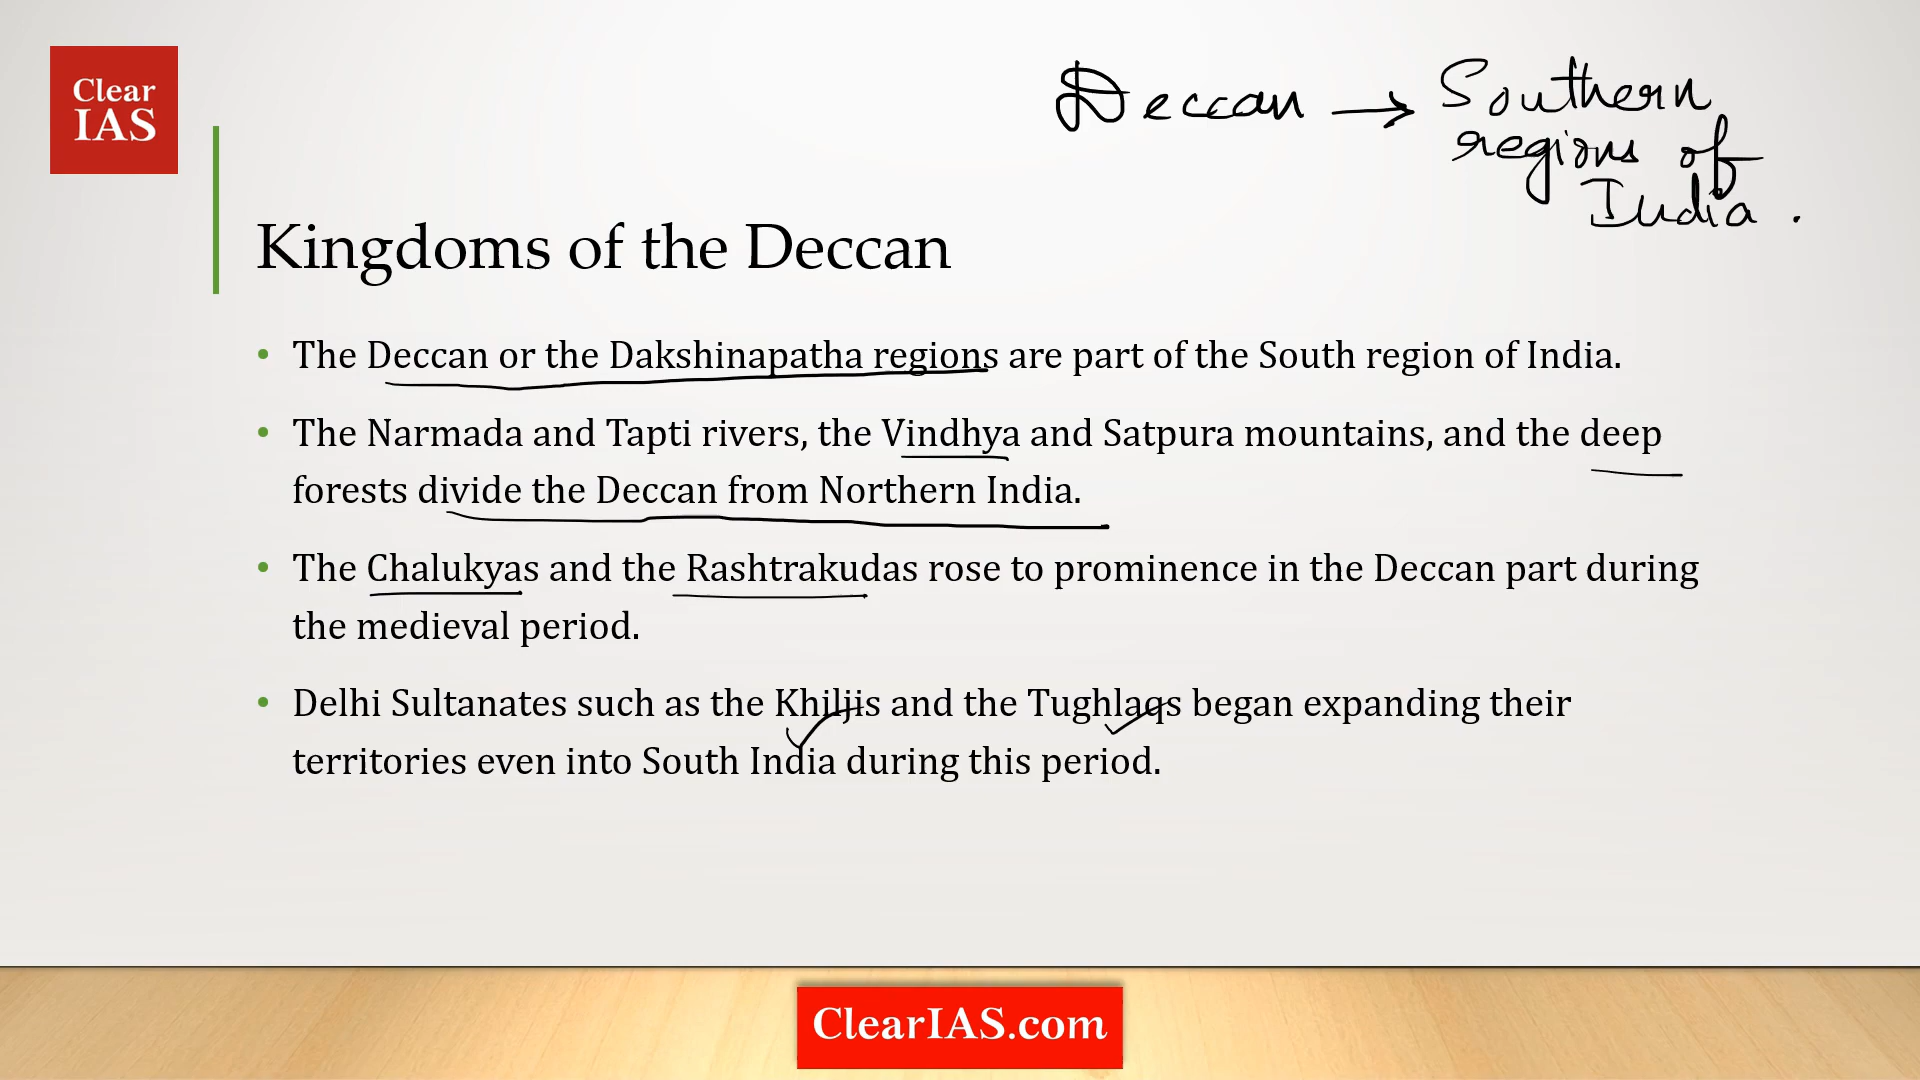 Clear
IAS
Deccan → Southern
regions of
India .
Kingdoms of the Deccan
• The Deccan or the Dakshinapatha regions are part of the South region of India.
• The Narmada and Tapti rivers, the Vindhya and Satpura mountains, and the deep
forests divide the Deccan from Northern India.
• The Chalukyas and the Rashtrakudas rose to prominence in the Deccan part during
the medieval period.
• Delhi Sultanates such as the Khiljis and the Tughlaqs began expanding their
territories even into South India during this period.
ClearIAS.com